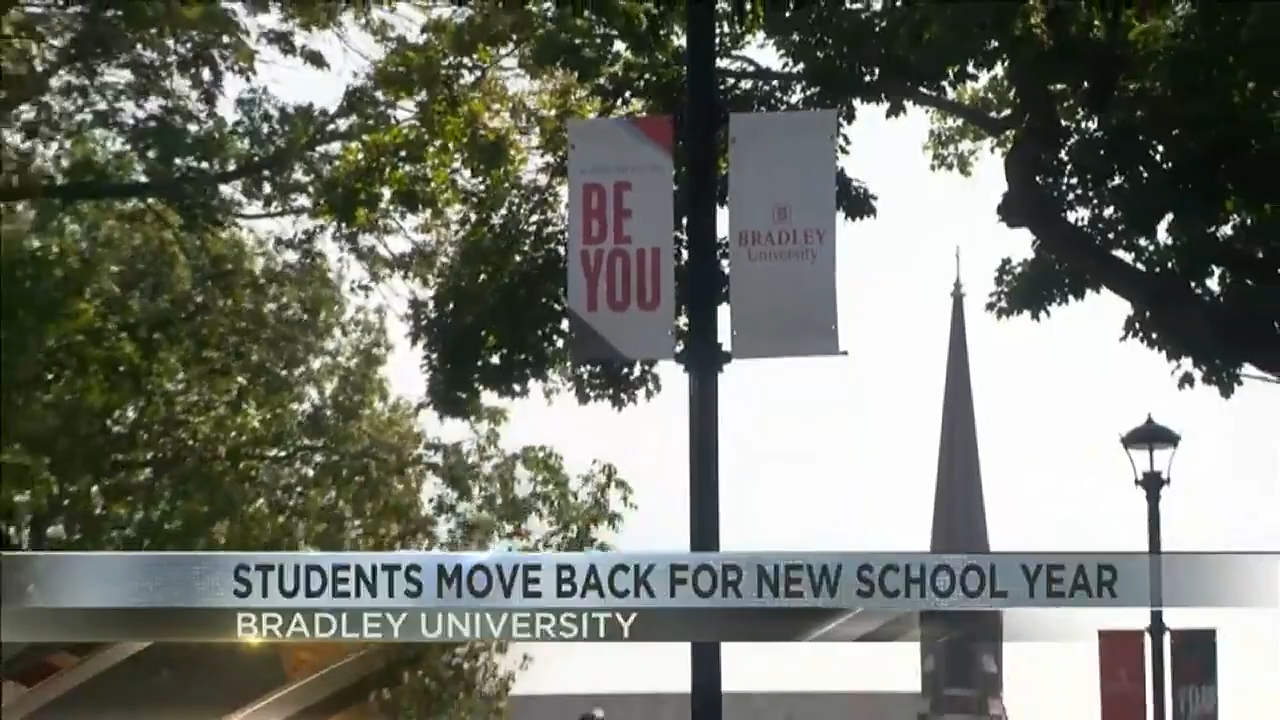 BE
YOU
BRADLEY
University
STUDENTS MOVE BACK FOR NEW SCHOOL YEAR
BRADLEY UNIVERSITY